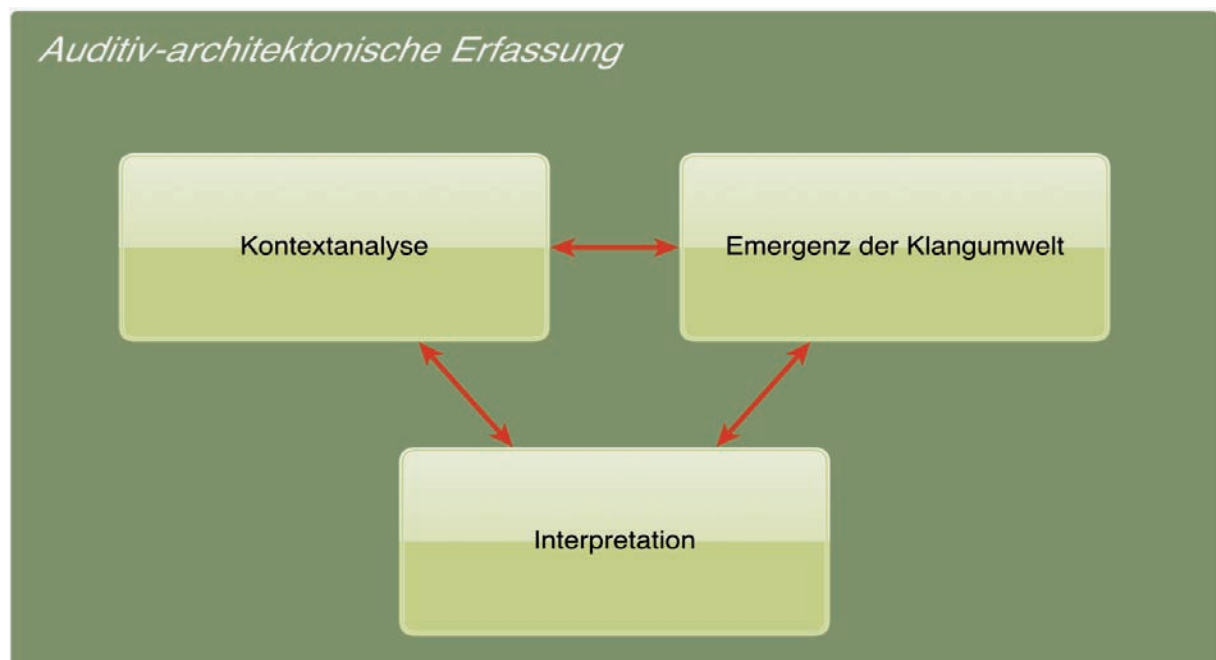 Auditiv-architektonische Erfassung
Kontextanalyse
Emergenz der Klangumwelt
Interpretation